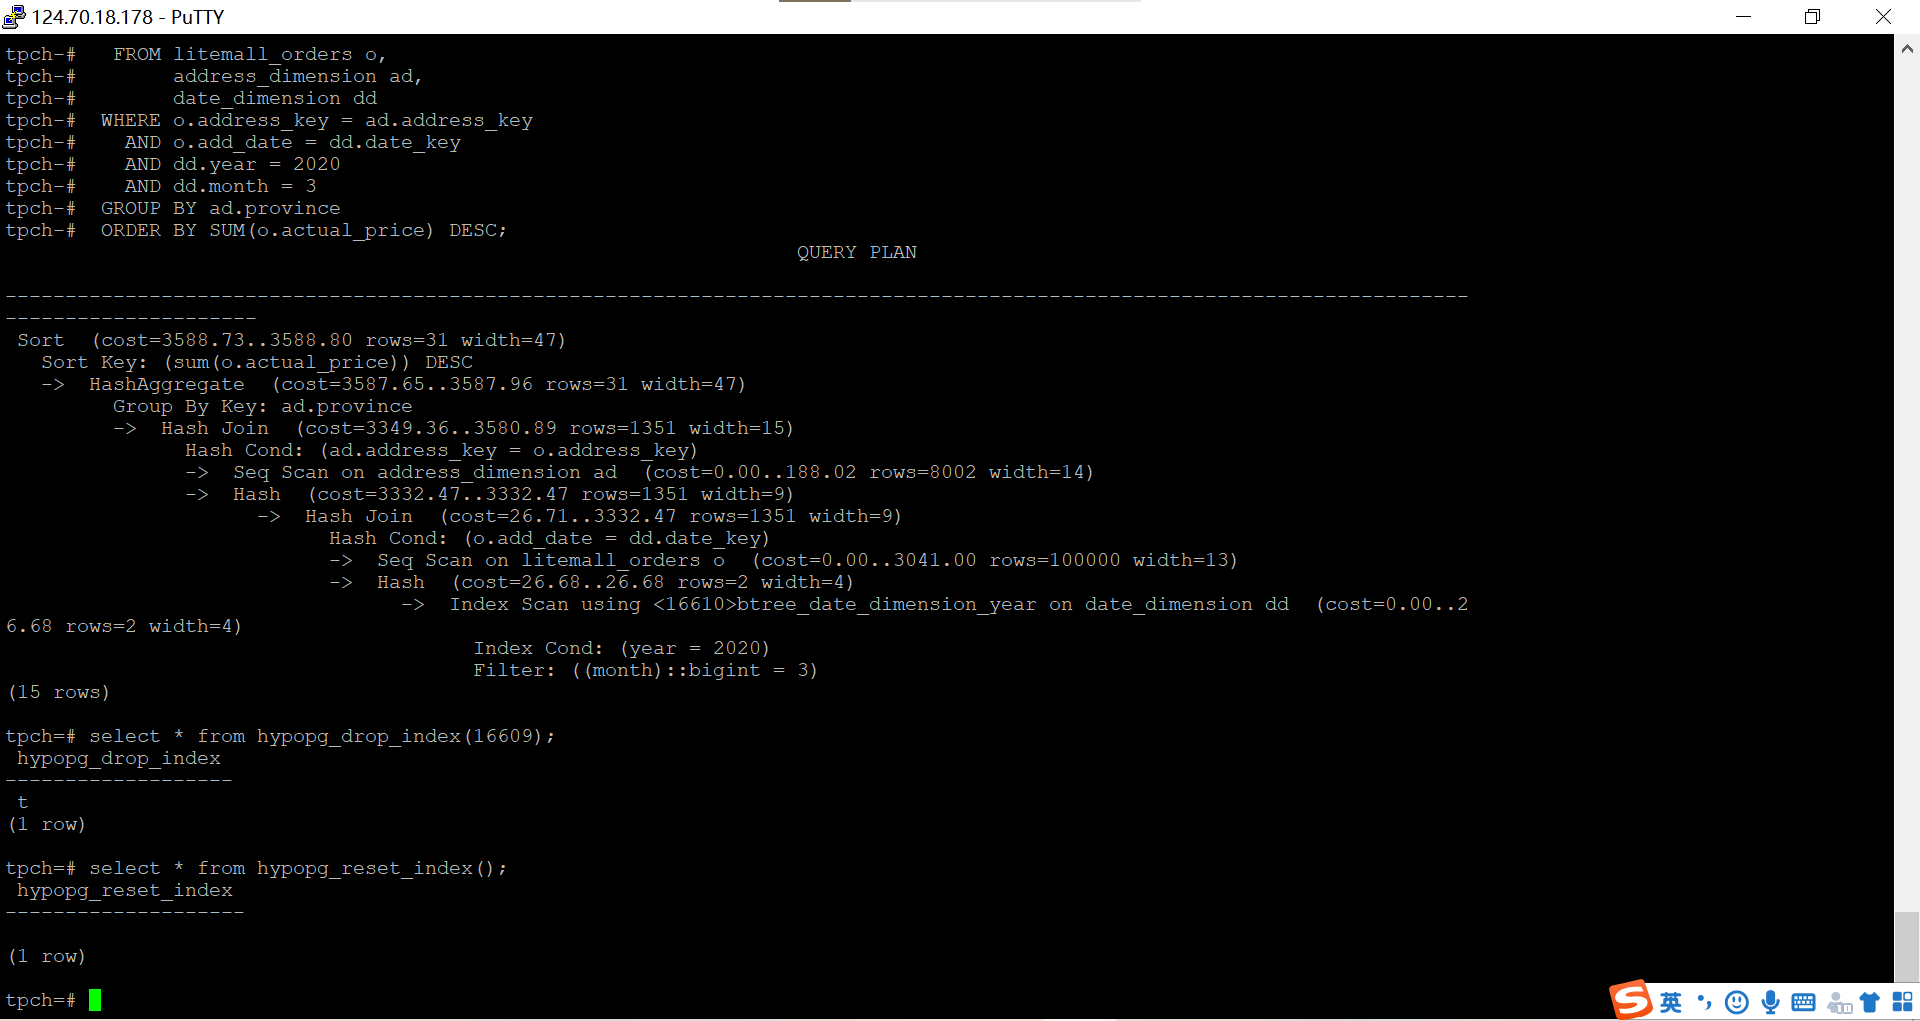 124.70.18.178 - PuTTY
tpch-#   FROM litemall_orders o,
tpch-#        address_dimension ad,
tpch-#        date_dimension dd
tpch-#  WHERE o.address_key = ad.address_key
tpch-#    AND o.add_date = dd.date_key
tpch-#    AND dd.year = 2020
tpch-#    AND dd.month = 3
tpch-#  GROUP BY ad.province
tpch-#  ORDER BY SUM(o.actual_price) DESC;
QUERY PLAN
--------------------------------------------------------------------------------------------------------------------------
---------------------
 Sort  (cost=3588.73..3588.80 rows=31 width=47)
   Sort Key: (sum(o.actual_price)) DESC
   ->  HashAggregate  (cost=3587.65..3587.96 rows=31 width=47)
         Group By Key: ad.province
         ->  Hash Join  (cost=3349.36..3580.89 rows=1351 width=15)
               Hash Cond: (ad.address_key = o.address_key)
               ->  Seq Scan on address_dimension ad  (cost=0.00..188.02 rows=8002 width=14)
               ->  Hash  (cost=3332.47..3332.47 rows=1351 width=9)
                     ->  Hash Join  (cost=26.71..3332.47 rows=1351 width=9)
                           Hash Cond: (o.add_date = dd.date_key)
                           ->  Seq Scan on litemall_orders o  (cost=0.00..3041.00 rows=100000 width=13)
                           ->  Hash  (cost=26.68..26.68 rows=2 width=4)
                                 ->  Index Scan using <16610>btree_date_dimension_year on date_dimension dd  (cost=0.00..2
6.68 rows=2 width=4)
                                       Index Cond: (year = 2020)
                                       Filter: ((month)::bigint = 3)
(15 rows)
tpch=# select * from hypopg_drop_index(16609);
 hypopg_drop_index
-------------------
 t
(1 row)
tpch=# select * from hypopg_reset_index();
 hypopg_reset_index
--------------------
(1 row)
tpch=#
S 英